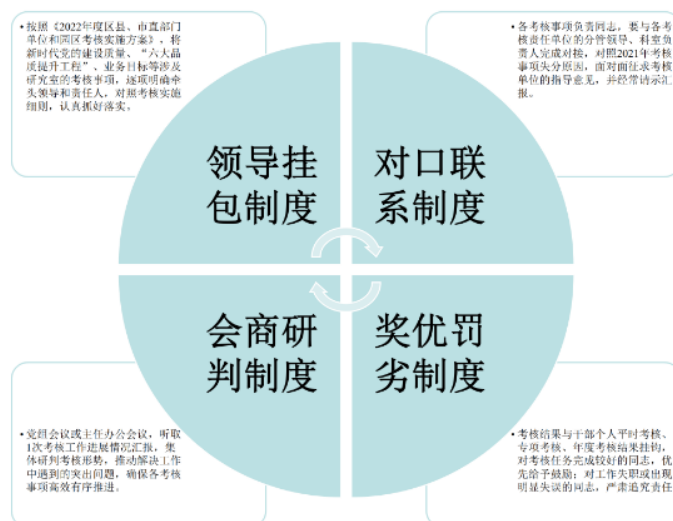 •按照《2022年度区县、市直部门
单位和园区考核实施方案》，将
新时代党的建设质量、“六大品
质提升工程”、业务目标等涉及
研究室的考核事项，逐项明确牵
头领导和责任人，对照考核实施
细则，认真抓好落实。
•各考核事项负责同志，要与各考
核责任单位的分管领导、科室负
责人完成对接，对照2021年考核
事项失分原因，面对面征求考核
单位的指导意见，并经常请示汇
报。
领导挂
包制度
对口联
系制度
会商研
判制度
奖优罚
劣制度
•党组会议或主任办公会议，听取
1次考核工作进展情况汇报，集
体研判考核形势，推动解决工作
中遇到的突出问题，确保各考核
事项高效有序推进。
•考核结果与干部个人平时考核、
专项考核、年度考核结果挂钩，
对考核任务完成较好的同志，优
先给予鼓励；对工作失职或出现
明显失误的同志，严肃追究责任